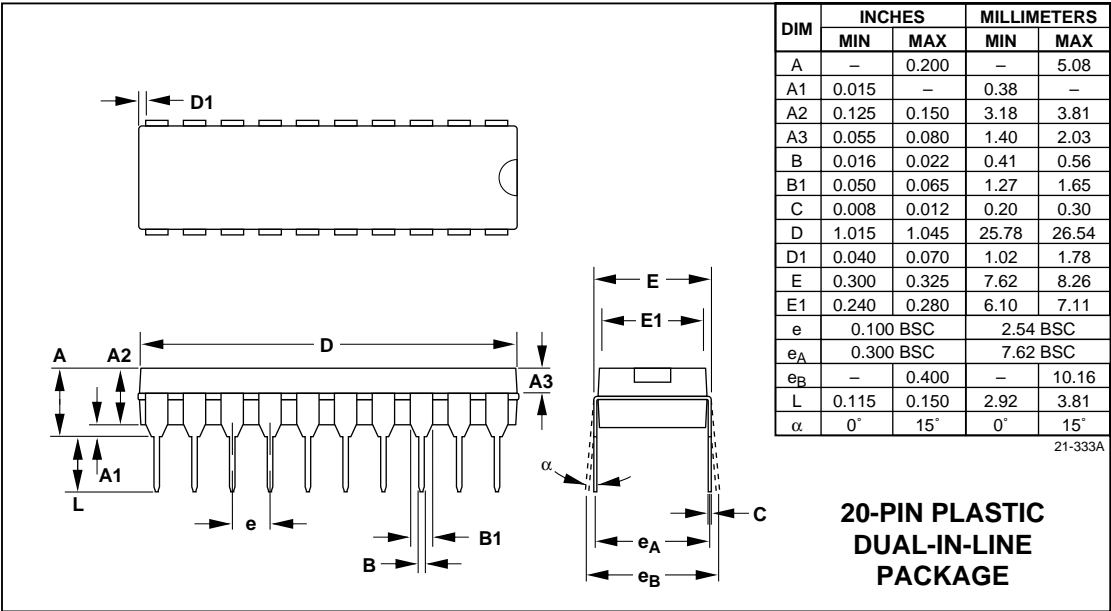 DIM INCHES MILLIMETERS
MIN MAX MIN MAX
A – 0.200 – 5.08
A1 0.015 – 0.38 –
A2 0.125 0.150 3.18 3.81
A3 0.055 0.080 1.40 2.03
B 0.016 0.022 0.41 0.56
B1 0.050 0.065 1.27 1.65
C 0.008 0.012 0.20 0.30
D 1.015 1.045 25.78 26.54
D1 0.040 0.070 1.02 1.78
E 0.300 0.325 7.62 8.26
E1 0.240 0.280 6.10 7.11
e 0.100 BSC 2.54 BSC
eA 0.300 BSC 7.62 BSC
eB – 0.400 – 10.16
L 0.115 0.150 2.92 3.81
α 0˚ 15˚ 0˚ 15˚
21-333A
D1
E
E1
D
A A2
A3
A1
L
α
e
B1
B
C
eA
eB
20-PIN PLASTIC
DUAL-IN-LINE
PACKAGE